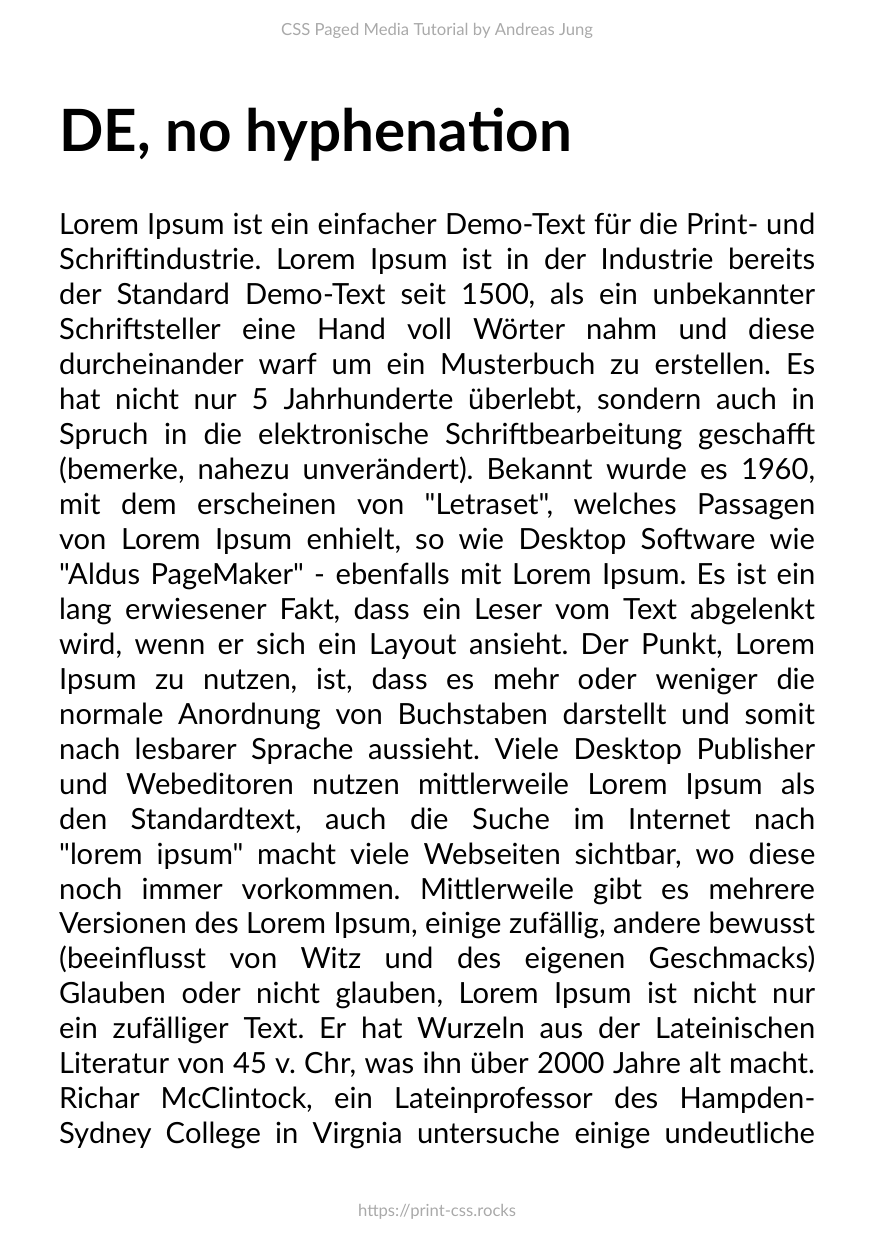 CSS Paged Media Tutorial by Andreas Jung
DE, no hyphenation
Lorem Ipsum ist ein einfacher Demo-Text für die Print- und
Schriftindustrie. Lorem Ipsum ist in der Industrie bereits
der Standard Demo-Text seit 1500, als ein unbekannter
Schriftsteller eine Hand voll Wörter nahm und diese
durcheinander warf um ein Musterbuch zu erstellen. Es
hat nicht nur 5 Jahrhunderte überlebt, sondern auch in
Spruch in die elektronische Schriftbearbeitung geschafft
(bemerke, nahezu unverändert). Bekannt wurde es 1960,
mit dem erscheinen von "Letraset", welches Passagen
von Lorem Ipsum enhielt, so wie Desktop Software wie
"Aldus PageMaker" - ebenfalls mit Lorem Ipsum. Es ist ein
lang erwiesener Fakt, dass ein Leser vom Text abgelenkt
wird, wenn er sich ein Layout ansieht. Der Punkt, Lorem
Ipsum zu nutzen, ist, dass es mehr oder weniger die
normale Anordnung von Buchstaben darstellt und somit
nach lesbarer Sprache aussieht. Viele Desktop Publisher
und Webeditoren nutzen mittlerweile Lorem Ipsum als
den Standardtext, auch die Suche im Internet nach
"lorem ipsum" macht viele Webseiten sichtbar, wo diese
noch immer vorkommen. Mittlerweile gibt es mehrere
Versionen des Lorem Ipsum, einige zufällig, andere bewusst
(beeinflusst von Witz und des eigenen Geschmacks)
Glauben oder nicht glauben, Lorem Ipsum ist nicht nur
ein zufälliger Text. Er hat Wurzeln aus der Lateinischen
Literatur von 45 v. Chr, was ihn über 2000 Jahre alt macht.
Richar McClintock, ein Lateinprofessor des Hampden-
Sydney College in Virgnia untersuche einige undeutliche
https://print-css.rocks